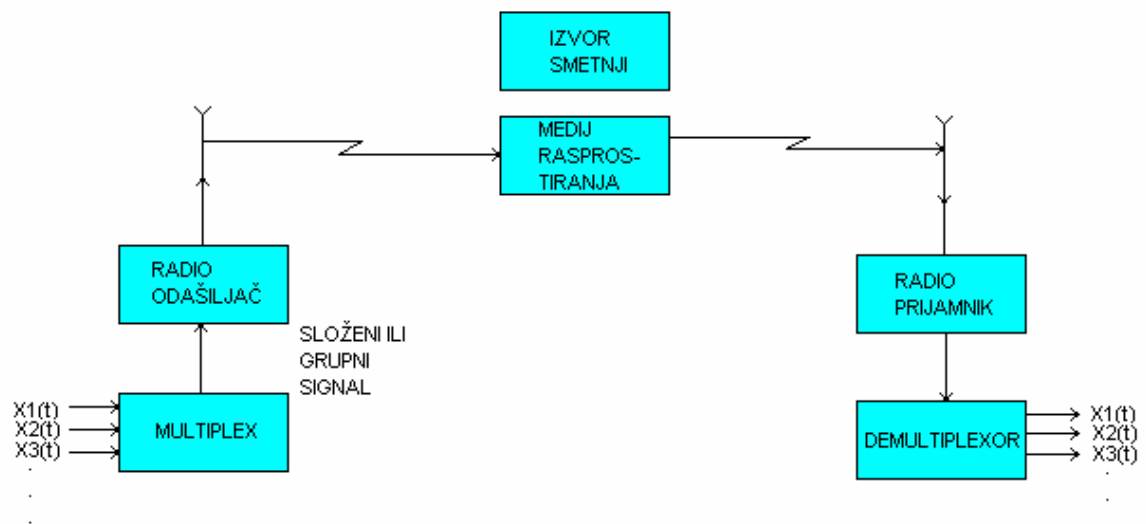 IZVOR
SMETNJI
MEDIJ
RASPROS-
TIRANJA
RADIO
ODAŠILJAČ
RADIO
PRIJAMNIK
SLOŽENI ILI
GRUPNI
SIGNAL
X1(t)
X2(t)
X3(t)
.
.
.
MULTIPLEX
DEMULTIPLEXOR
X1(t)
X2(t)
X3(t)
.
.
.